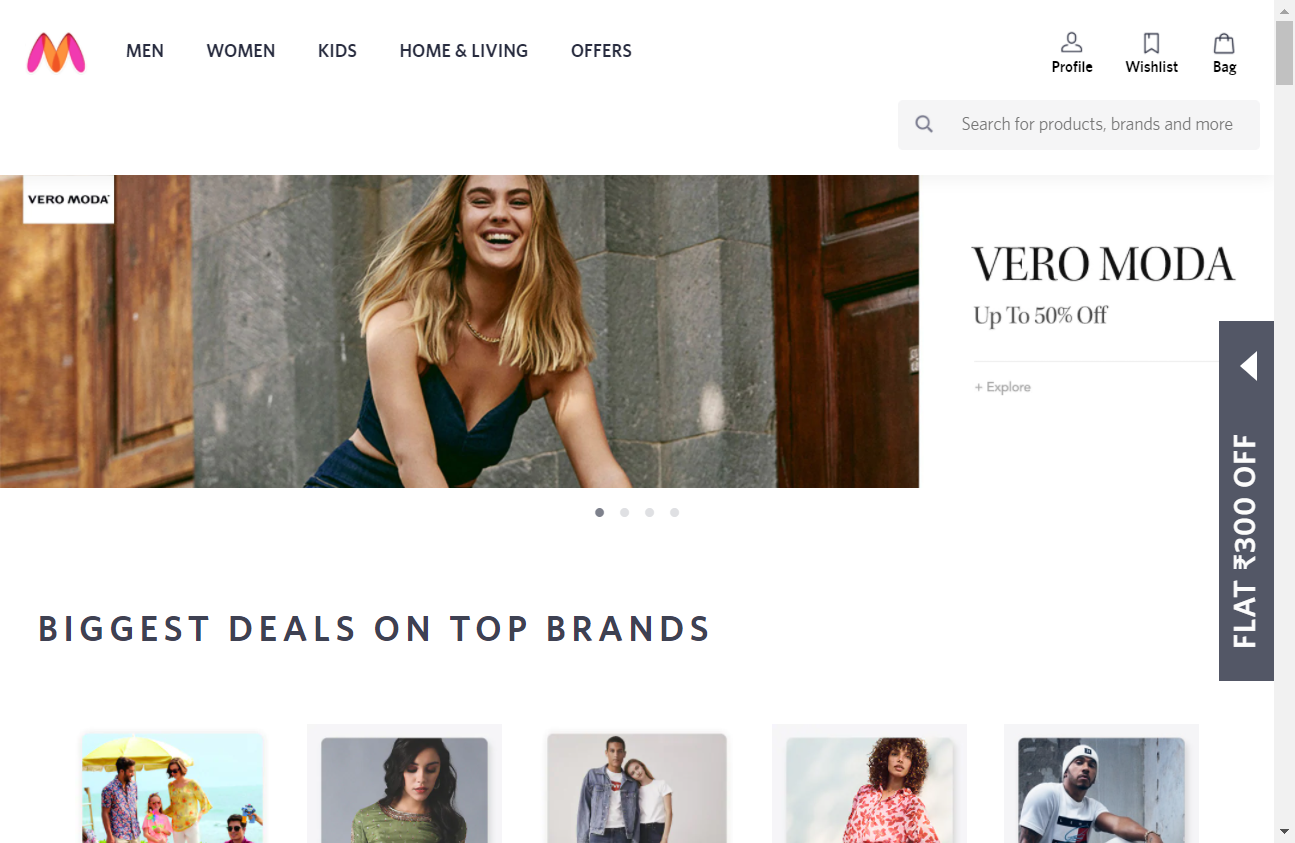 MEN WOMEN KIDS HOME & LIVING OFFERS
Profile Wishlist Bag
Search for products, brands and more
VERO MODA
VERO MODA
Up To 50% Off
+ Explore
FLAT ₹300 OFF
BIGGEST DEALS ON TOP BRANDS